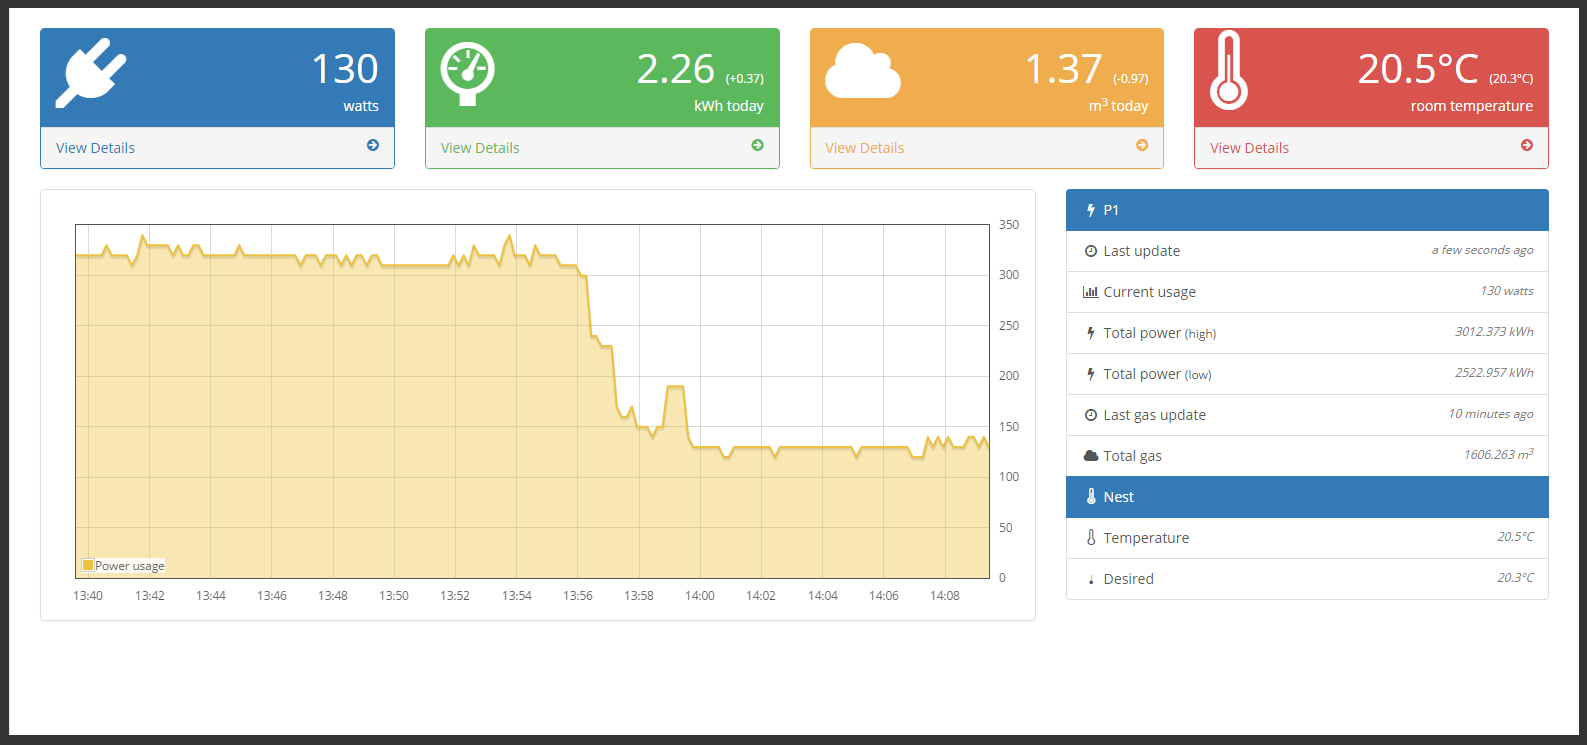 130
watts
View Details
2.26 (+0.37)
kWh today
View Details
1.37 (-0.97)
m³ today
View Details
20.5°C (20.3°C)
room temperature
View Details
350
300
250
200
150
100
50
0
Power usage
13:40 13:42 13:44 13:46 13:48 13:50 13:52 13:54 13:56 13:58 14:00 14:02 14:04 14:06 14:08
P1
Last update a few seconds ago
Current usage 130 watts
Total power (high) 3012.373 kWh
Total power (low) 2522.957 kWh
Last gas update 10 minutes ago
Total gas 1606.263 m³
Nest
Temperature 20.5°C
Desired 20.3°C